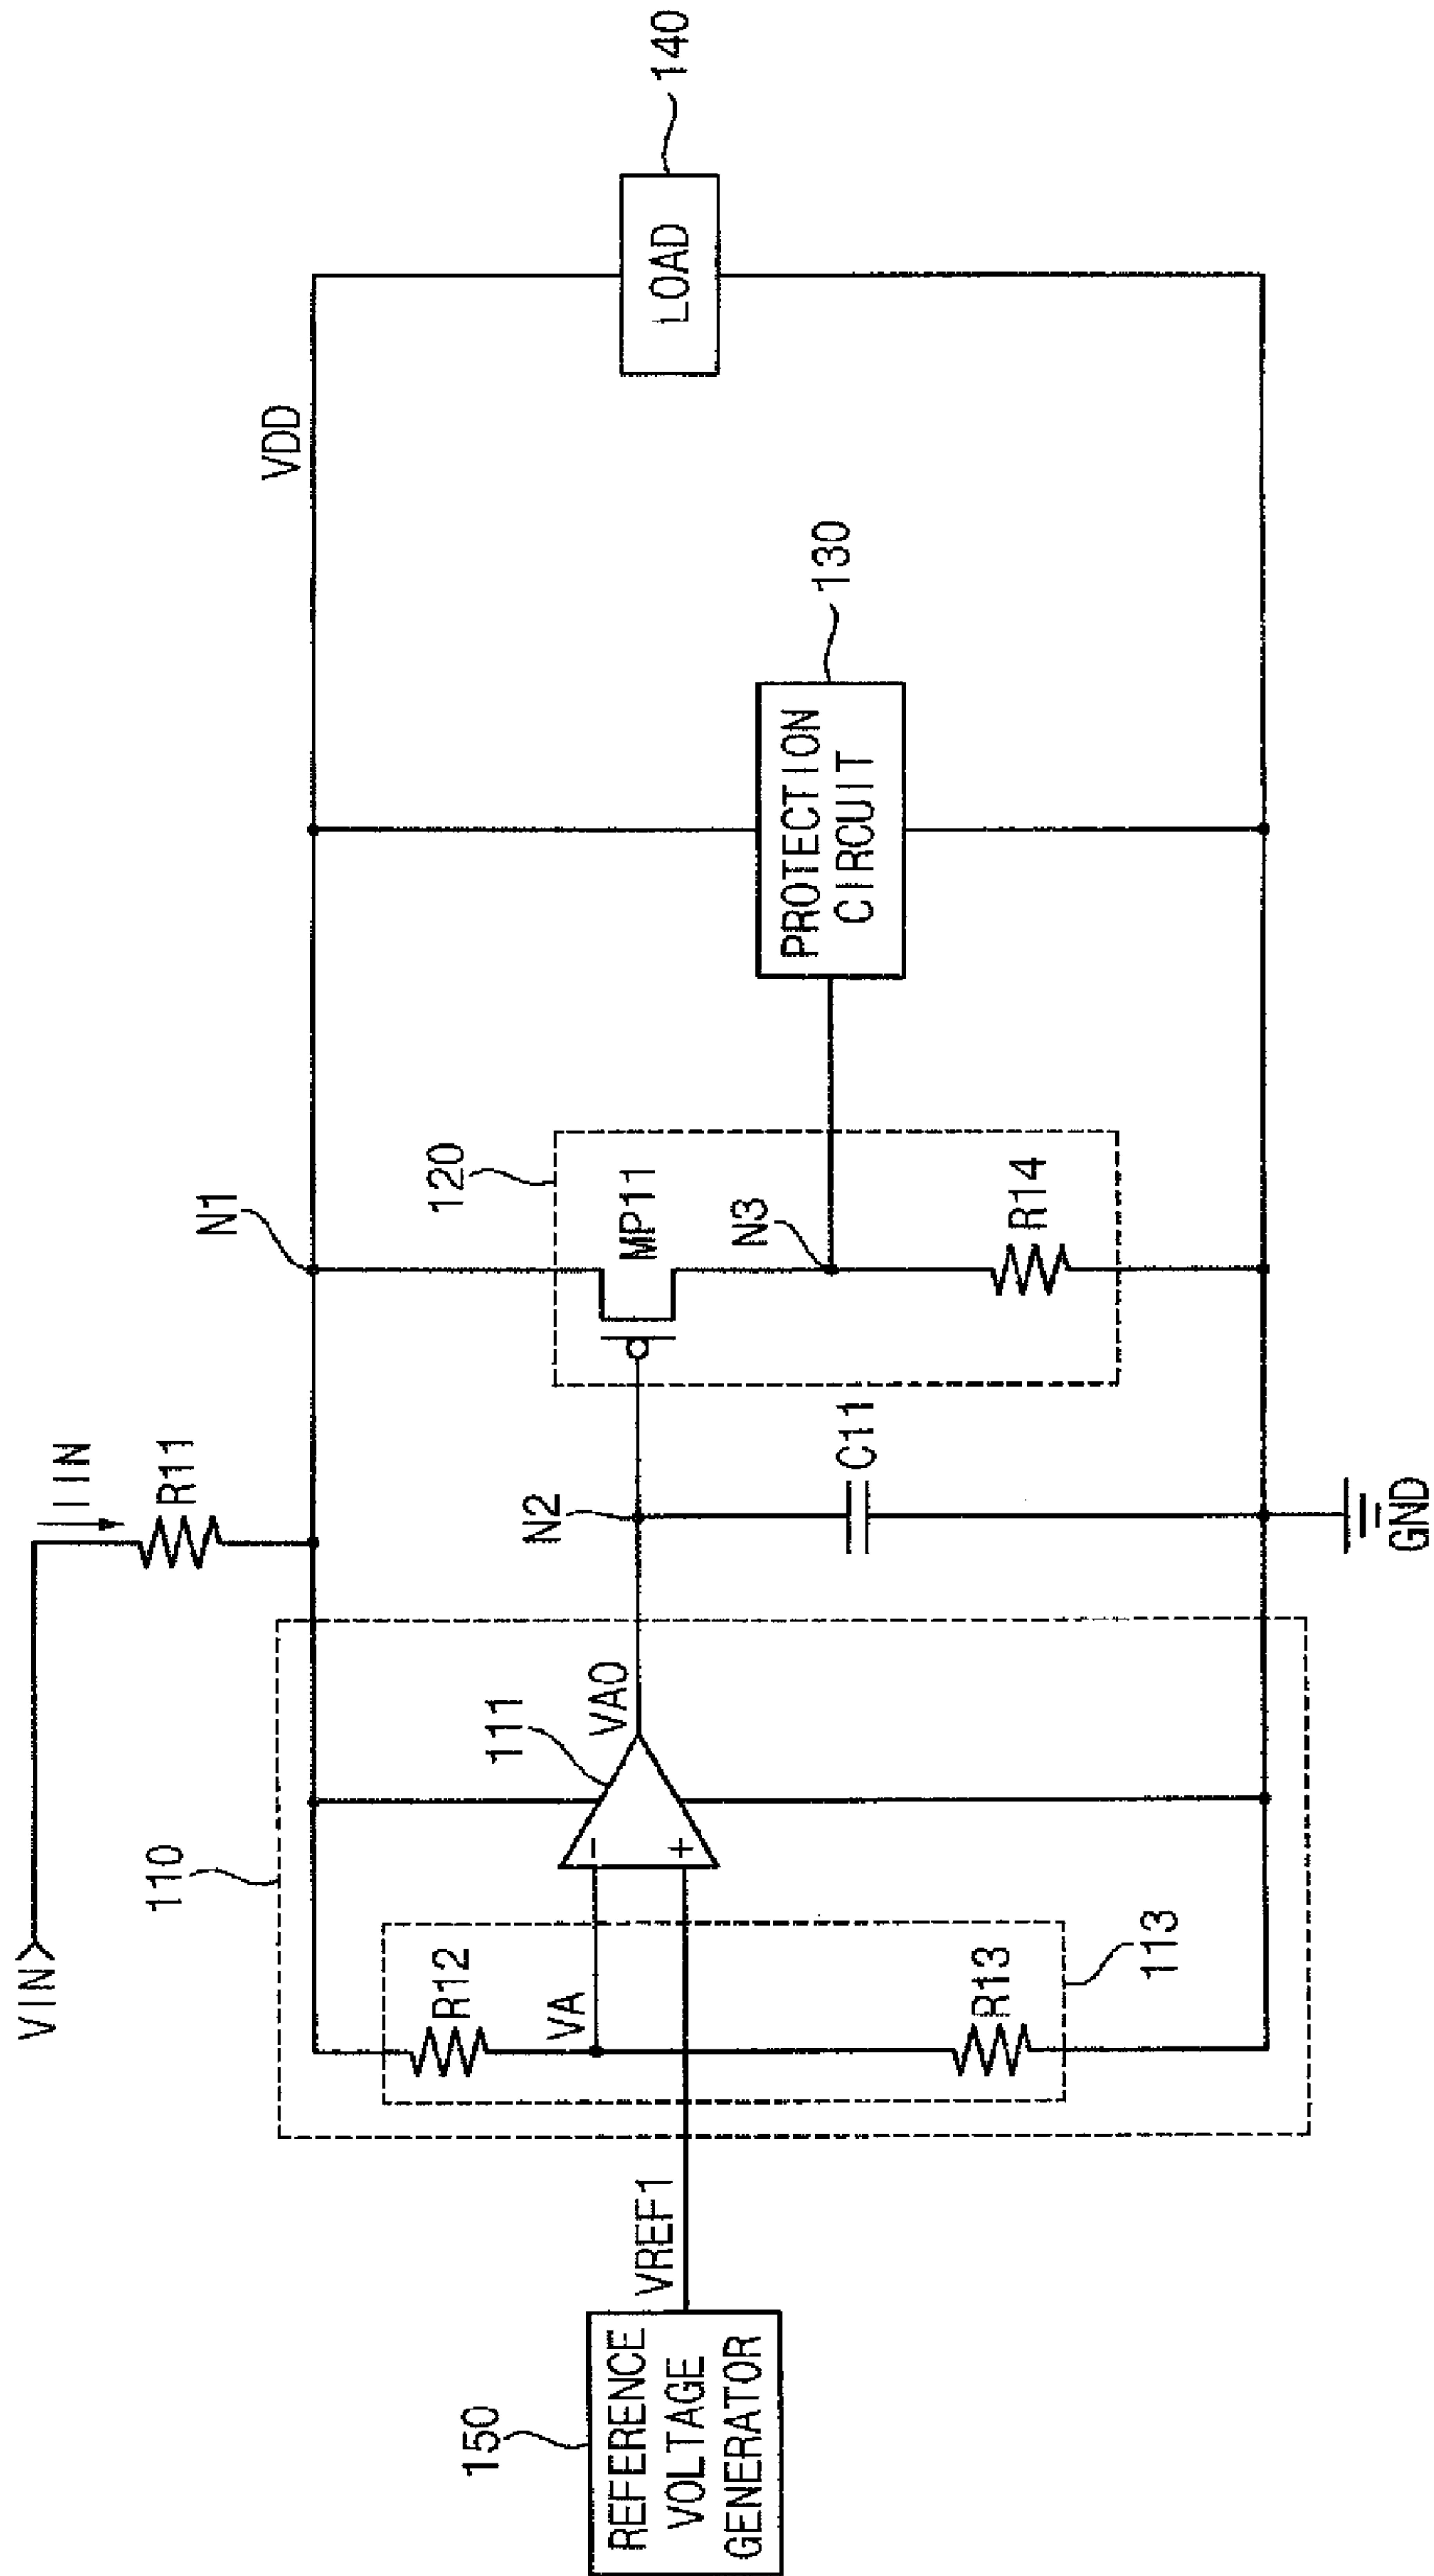 VIN
IIN
R11
N1
VDD
110
R12
VA
111
VAO
N2
120
MP11
N3
C11
R14
R13
113
PROTECTION
CIRCUIT
130
LOAD
140
150
REFERENCE
VOLTAGE
GENERATOR
VREF1
GND